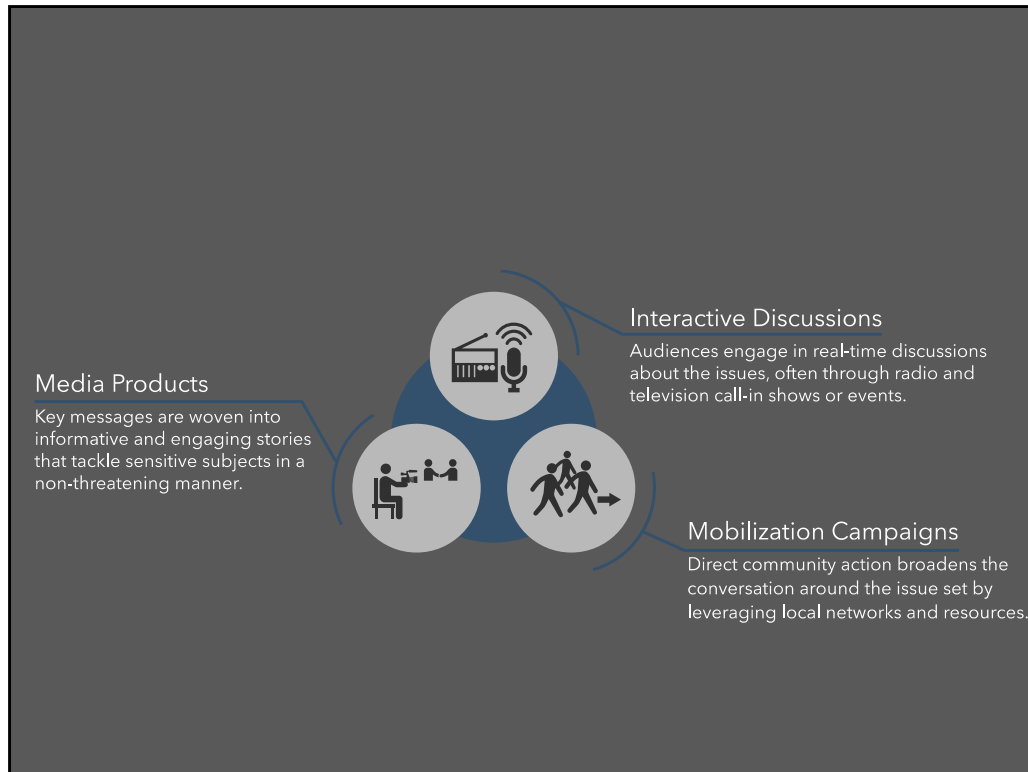 Interactive Discussions
Audiences engage in real-time discussions
about the issues, often through radio and
television call-in shows or events.
Media Products
Key messages are woven into
informative and engaging stories
that tackle sensitive subjects in a
non-threatening manner.
Mobilization Campaigns
Direct community action broadens the
conversation around the issue set by
leveraging local networks and resources.